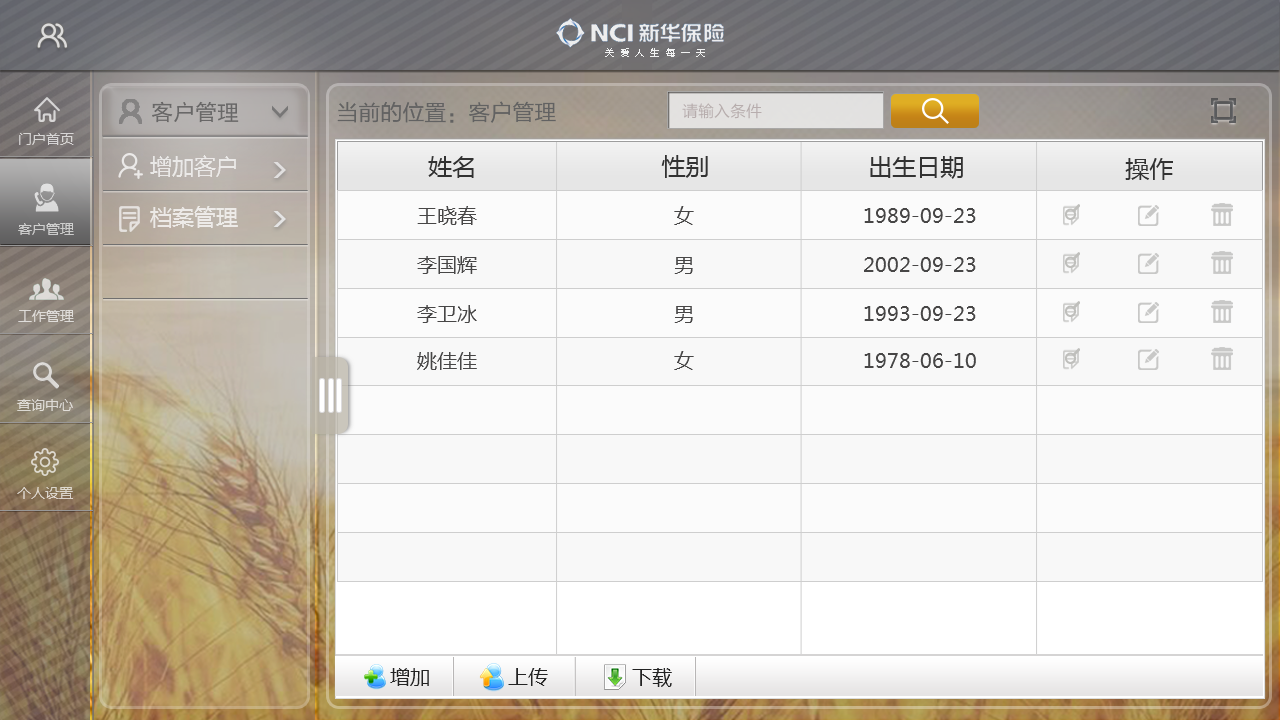 NCI 新华保险
关爱人生每一天
门户首页
客户管理
工作管理
查询中心
个人设置
客户管理
增加客户
档案管理
当前的位置：客户管理
请输入条件
姓名 性别 出生日期 操作
王晓春 女 1989-09-23
李国辉 男 2002-09-23
李卫冰 男 1993-09-23
姚佳佳 女 1978-06-10
增加 上传 下载